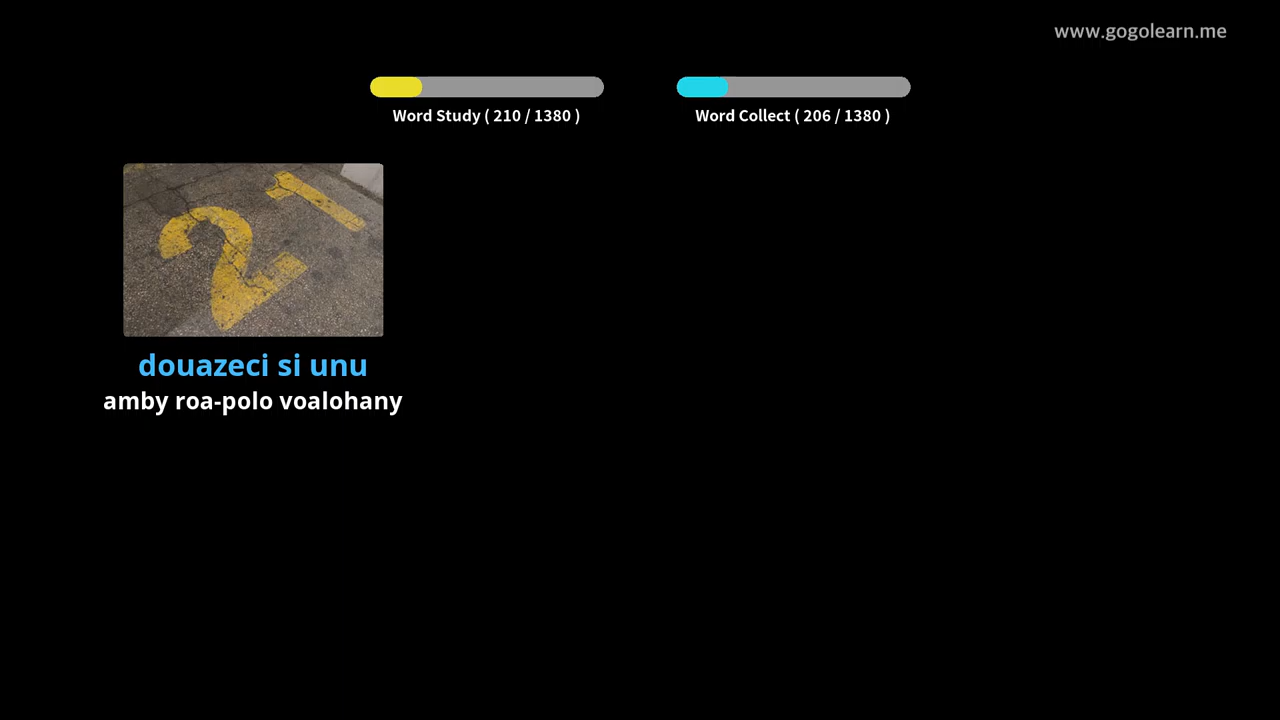 www.gogolearn.me
Word Study ( 210 / 1380 )
Word Collect ( 206 / 1380 )
21
douazeci si unu
amby roa-polo voalohany